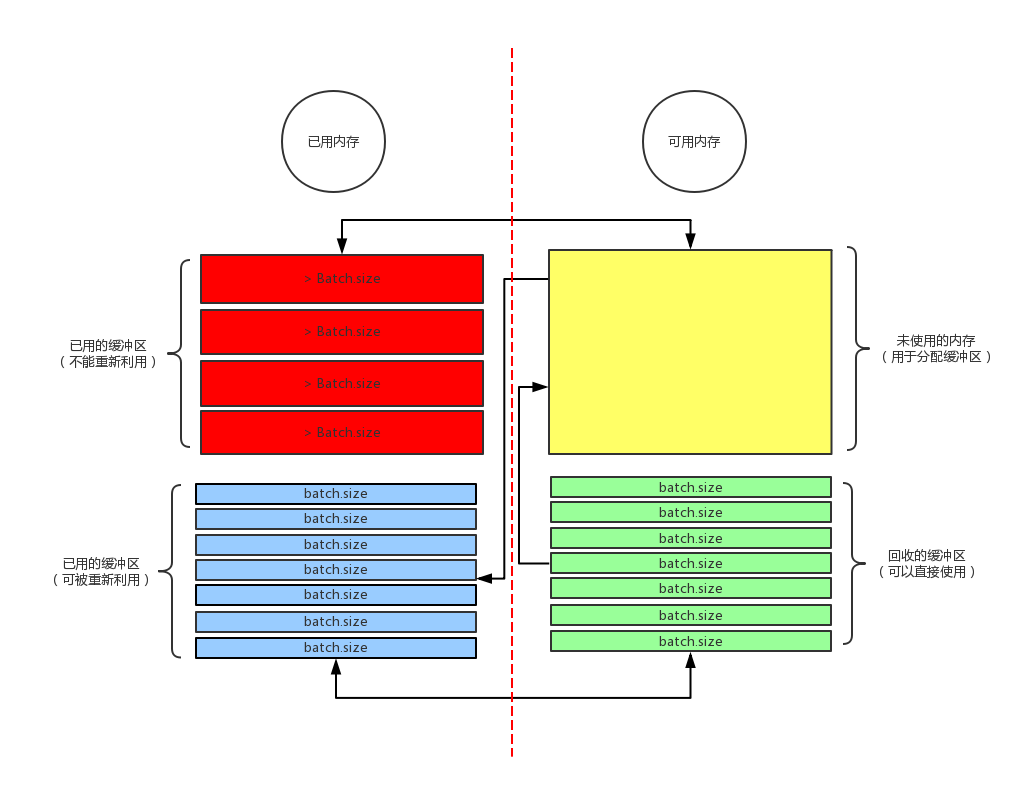 已用内存
可用内存
> Batch.size
> Batch.size
> Batch.size
> Batch.size
已用的缓冲区
( 不能重新利用 )
未使用的内存
( 用于分配缓冲区 )
batch.size
batch.size
batch.size
batch.size
batch.size
batch.size
batch.size
已用的缓冲区
( 可被重新利用 )
batch.size
batch.size
batch.size
batch.size
batch.size
batch.size
batch.size
回收的缓冲区
( 可以直接使用 )